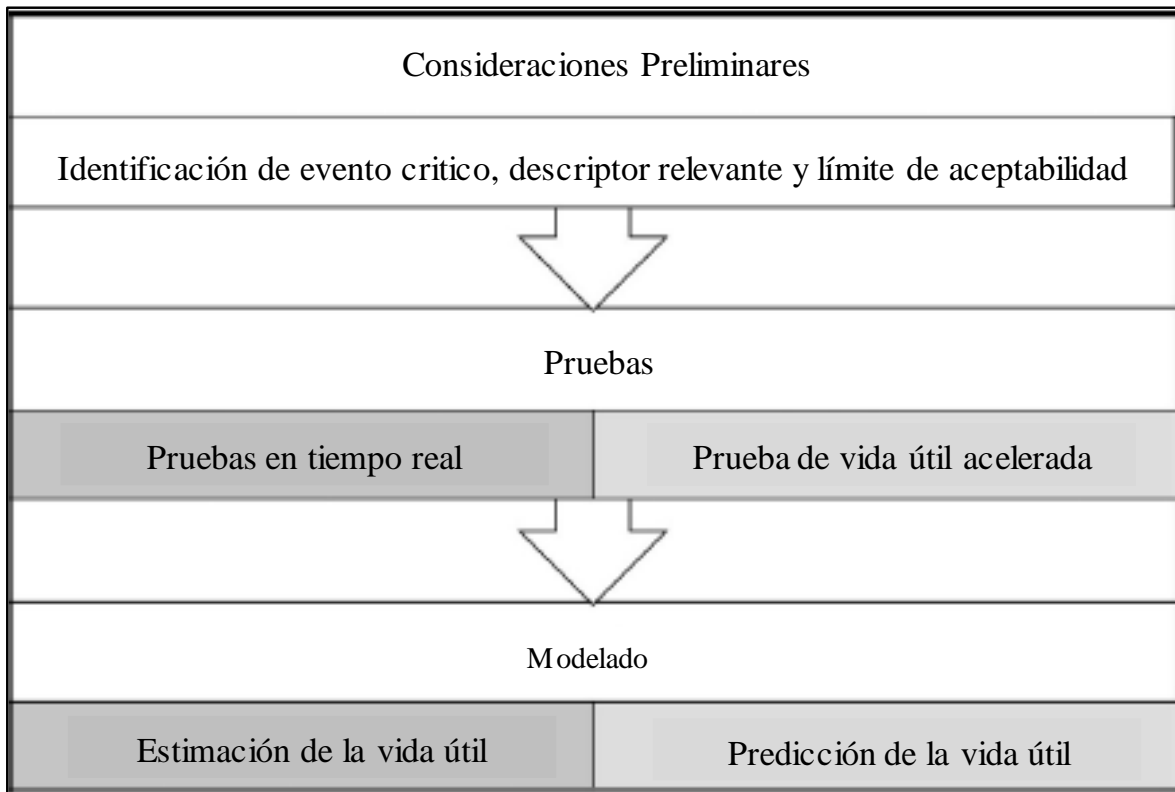 Consideraciones Preliminares
Identificación de evento critico, descriptor relevante y límite de aceptabilidad
Pruebas
Pruebas en tiempo real
Prueba de vida útil acelerada
Modelado
Estimación de la vida útil
Predicción de la vida útil